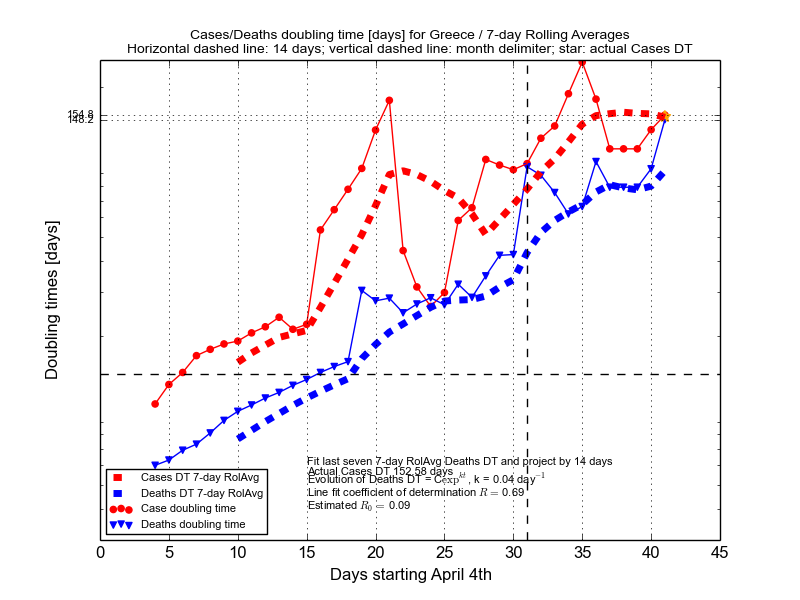 Cases/Deaths doubling time [days] for Greece / 7-day Rolling Averages
Horizontal dashed line: 14 days; vertical dashed line: month delimiter; star: actual Cases DT
154.8
148.2
Doubling times [days]
Fit last seven 7-day RolAvg Deaths DT and project by 14 days
Actual Cases DT 152.58 days
Evolution of Deaths DT = Cexp^{kt}, k = 0.04 day^{-1}
Line fit coefficient of determination R = 0.69
Estimated R_0 = 0.09
Cases DT 7-day RolAvg
Deaths DT 7-day RolAvg
Case doubling time
Deaths doubling time
0 5 10 15 20 25 30 35 40 45
Days starting April 4th